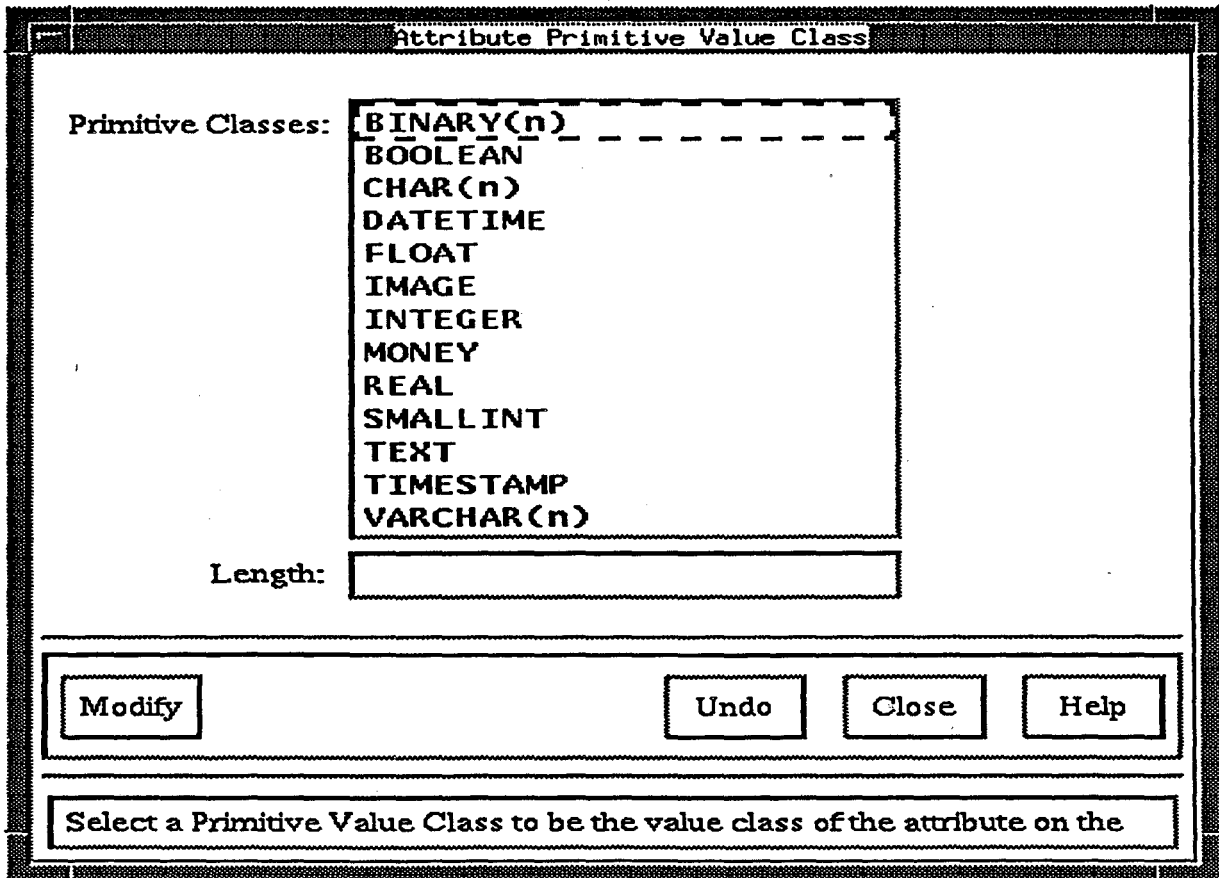 Attribute Primitive Value Class
Primitive Classes:
BINARY(n)
BOOLEAN
CHAR(n)
DATETIME
FLOAT
IMAGE
INTEGER
MONEY
REAL
SMALLINT
TEXT
TIMESTAMP
VARCHAR(n)
Length:
Modify Undo Close Help
Select a Primitive Value Class to be the value class of the attribute on the